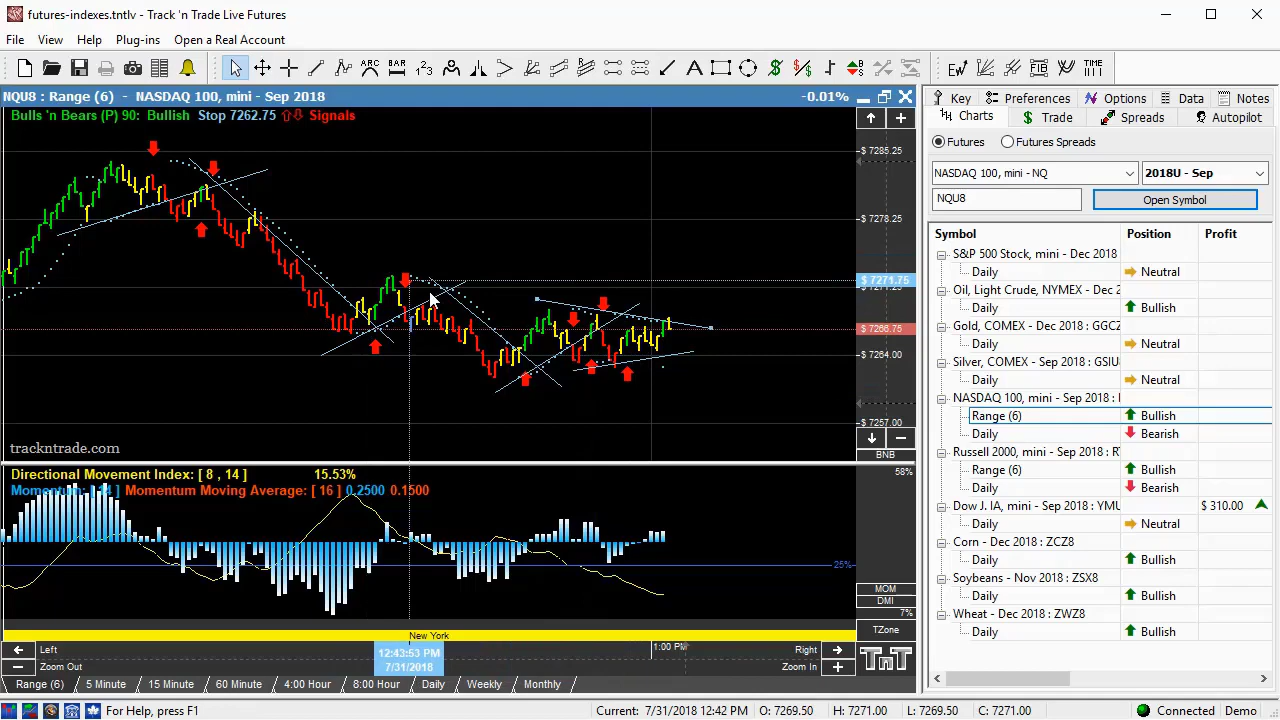 futures-indexes.tntlv - Track 'n Trade Live Futures
File View Help Plug-ins Open a Real Account
NQU8 : Range (6) - NASDAQ 100, mini - Sep 2018 -0.01%
Bulls 'n Bears (P) 90: Bullish Stop 7262.75 Signals
$ 7285.25
$ 7278.25
$ 7271.75
$ 7271.25
$ 7266.75
$ 7264.00
$ 7257.00
trackntrade.com
BNB
Directional Movement Index: [ 8 , 14 ] 15.53%
58%
Momentum: [ 14 ] Momentum Moving Average: [ 16 ] 0.2500 0.1500
25%
MOM
DMI
7%
New York
TZone
Left 12:43:53 PM 1:00 PM Right
Zoom Out 7/31/2018 Zoom In
TnT
Range (6) 5 Minute 15 Minute 60 Minute 4:00 Hour 8:00 Hour Daily Weekly Monthly
For Help, press F1
Current: 7/31/2018 12:42 PM O: 7269.50 H: 7271.00 L: 7269.50 C: 7271.00 Connected Demo
Key Preferences Options Data Notes
Charts Trade Spreads Autopilot
Futures Futures Spreads
NASDAQ 100, mini - NQ 2018U - Sep
NQU8 Open Symbol
Symbol Position Profit
S&P 500 Stock, mini - Dec 2018
Daily Neutral
Oil, Light Crude, NYMEX - Dec 2
Daily Bullish
Gold, COMEX - Dec 2018 : GGCZ
Daily Neutral
Silver, COMEX - Sep 2018 : GSIU
Daily Neutral
NASDAQ 100, mini - Sep 2018 :
Range (6) Bullish
Daily Bearish
Russell 2000, mini - Sep 2018 : R
Range (6) Bullish
Daily Bearish
Dow J. IA, mini - Sep 2018 : YMU $ 310.00
Daily Neutral
Corn - Dec 2018 : ZCZ8
Daily Bullish
Soybeans - Nov 2018 : ZSX8
Daily Bullish
Wheat - Dec 2018 : ZWZ8
Daily Bullish